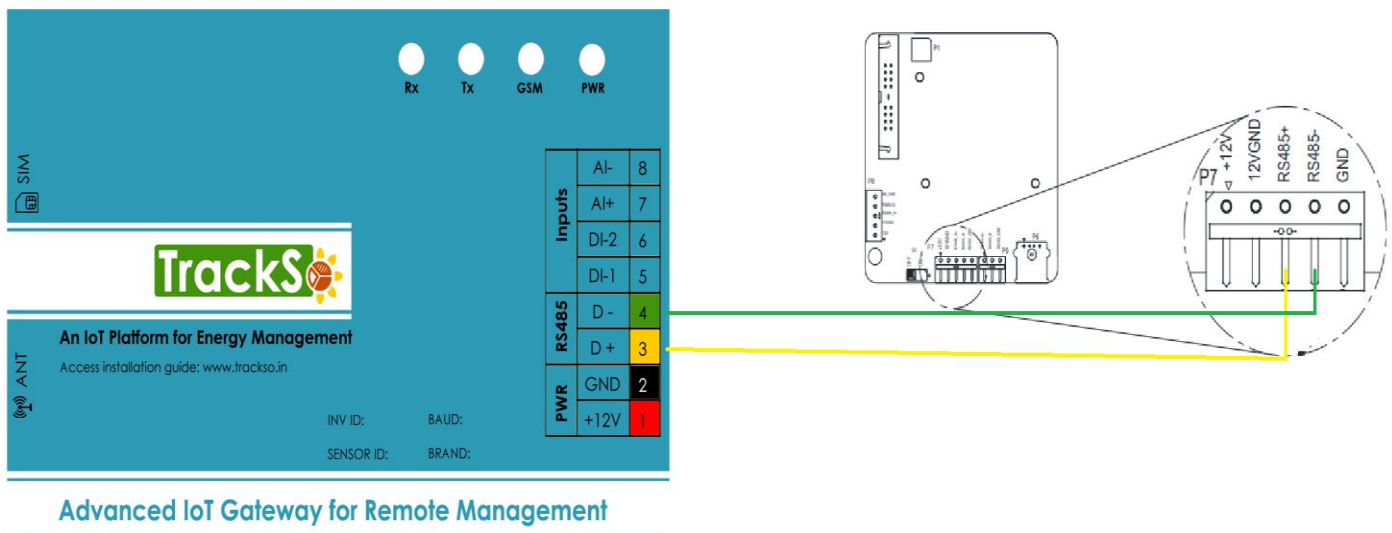 Rx Tx GSM PWR
SIM
Inputs
AI- 8
AI+ 7
DI-2 6
DI-1 5
RS485
D - 4
D + 3
PWR
GND 2
+12V 1
TrackSo
An IoT Platform for Energy Management
Access installation guide: www.trackso.in
ANT
INV ID: BAUD:
SENSOR ID: BRAND:
Advanced IoT Gateway for Remote Management
P1
P8
P7
P6
P7
+12V
12VGND
RS485+
RS485-
GND